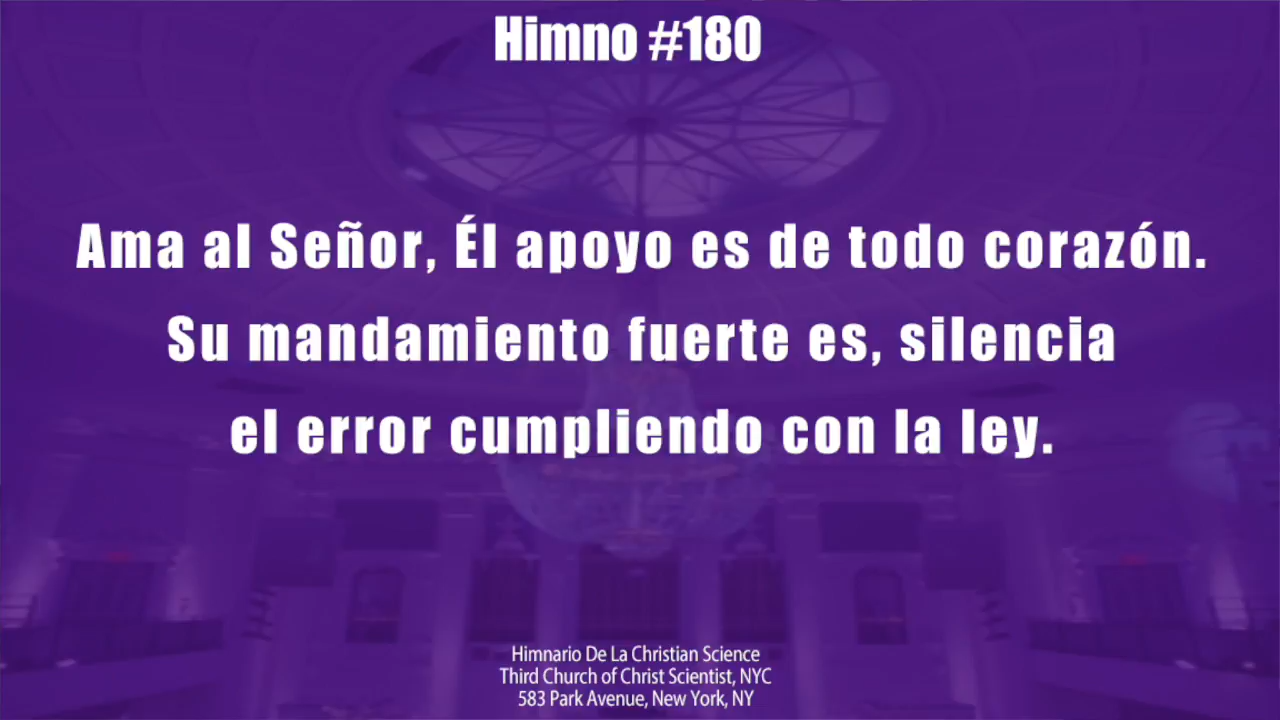 Himno #180
Ama al Señor, Él apoyo es de todo corazón.
Su mandamiento fuerte es, silencia
el error cumpliendo con la ley.
Himnario De La Christian Science
Third Church of Christ Scientist, NYC
583 Park Avenue, New York, NY